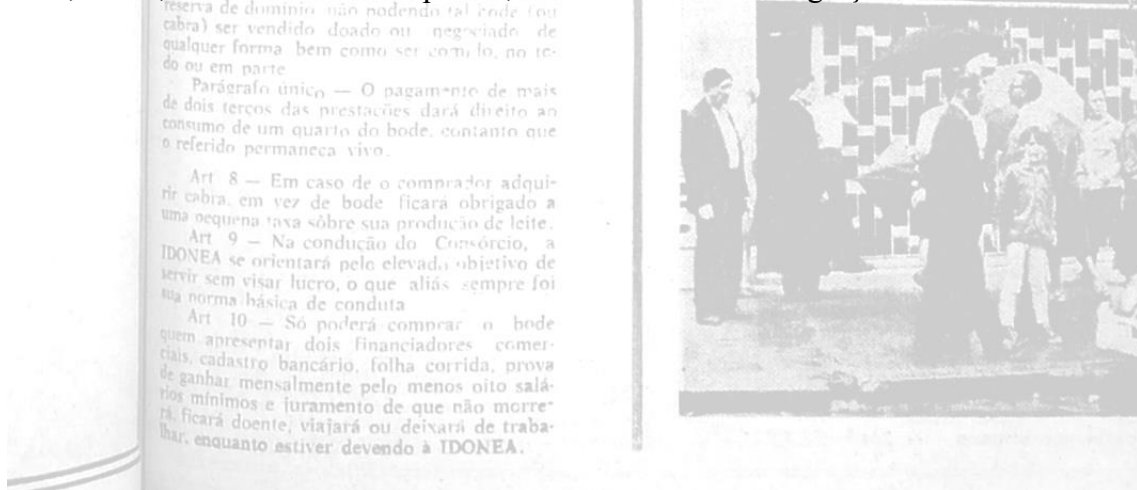 reserva de domínio não podendo tal bode (ou
cabra) ser vendido doado ou negociado de
qualquer forma bem como ser comido, no to-
do ou em parte
Parágrafo único — O pagamento de mais
de dois terços das prestações dará direito ao
consumo de um quarto do bode, contanto que
o referido permaneça vivo.
Art 8 — Em caso de o comprador adqui-
rir cabra, em vez de bode ficará obrigado a
uma pequena taxa sôbre sua produção de leite.
Art 9 — Na condução do Consórcio, a
IDONEA se orientará pelo elevado objetivo de
servir sem visar lucro, o que aliás sempre foi
sua norma básica de conduta
Art 10 — Só poderá comprar o bode
quem apresentar dois financiadores comer-
ciais, cadastro bancário, folha corrida, prova
de ganhar mensalmente pelo menos oito salá-
rios mínimos e juramento de que não morre-
rá, ficará doente, viajará ou deixará de traba-
lhar, enquanto estiver devendo à IDONEA.